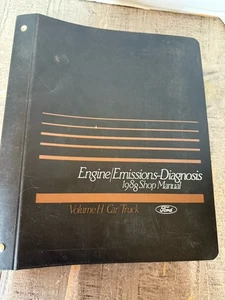 Engine/Emissions-Diagnosis
1988 Shop Manual
Volume H Car/Truck
Ford